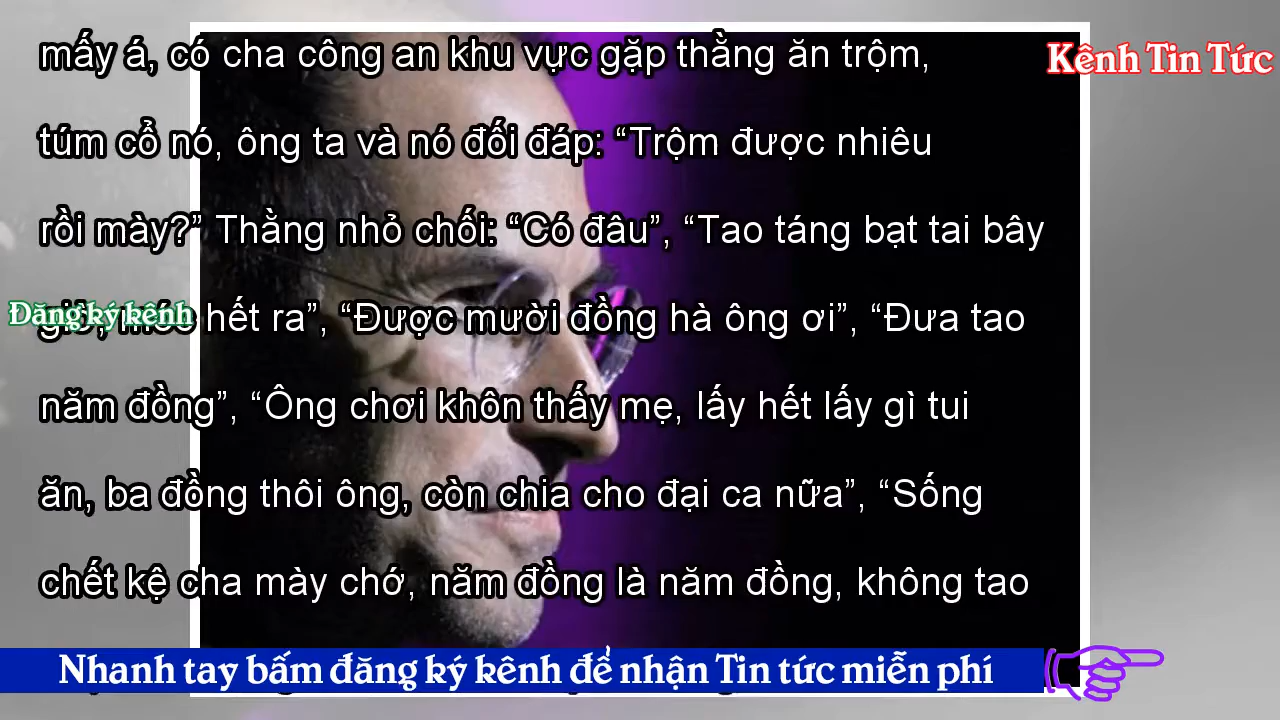 mấy á, có cha công an khu vực gặp thằng ăn trộm,
Kênh Tin Tức
túm cổ nó, ông ta và nó đối đáp: “Trộm được nhiêu
rồi mày?” Thằng nhỏ chối: “Có đâu”, “Tao táng bạt tai bây
Đăng ký kênh
hết ra”, “Được mười đồng hà ông ơi”, “Đưa tao
năm đồng”, “Ông chơi khôn thấy mẹ, lấy hết lấy gì tui
ăn, ba đồng thôi ông, còn chia cho đại ca nữa”, “Sống
chết kệ cha mày chớ, năm đồng là năm đồng, không tao
Nhanh tay bấm đăng ký kênh để nhận Tin tức miễn phí